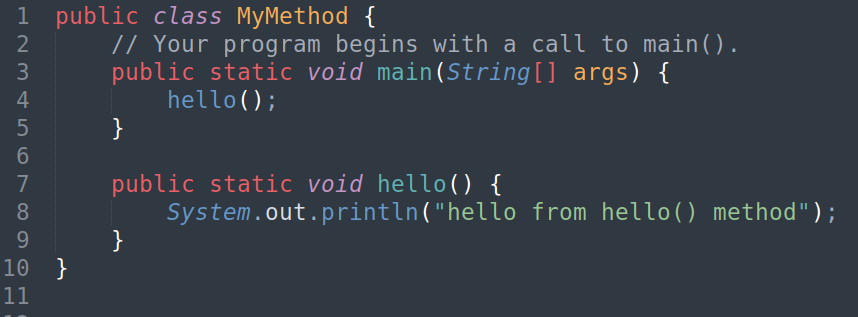 1 public class MyMethod {
2 // Your program begins with a call to main().
3 public static void main(String[] args) {
4 hello();
5 }
6
7 public static void hello() {
8 System.out.println("hello from hello() method");
9 }
10 }
11